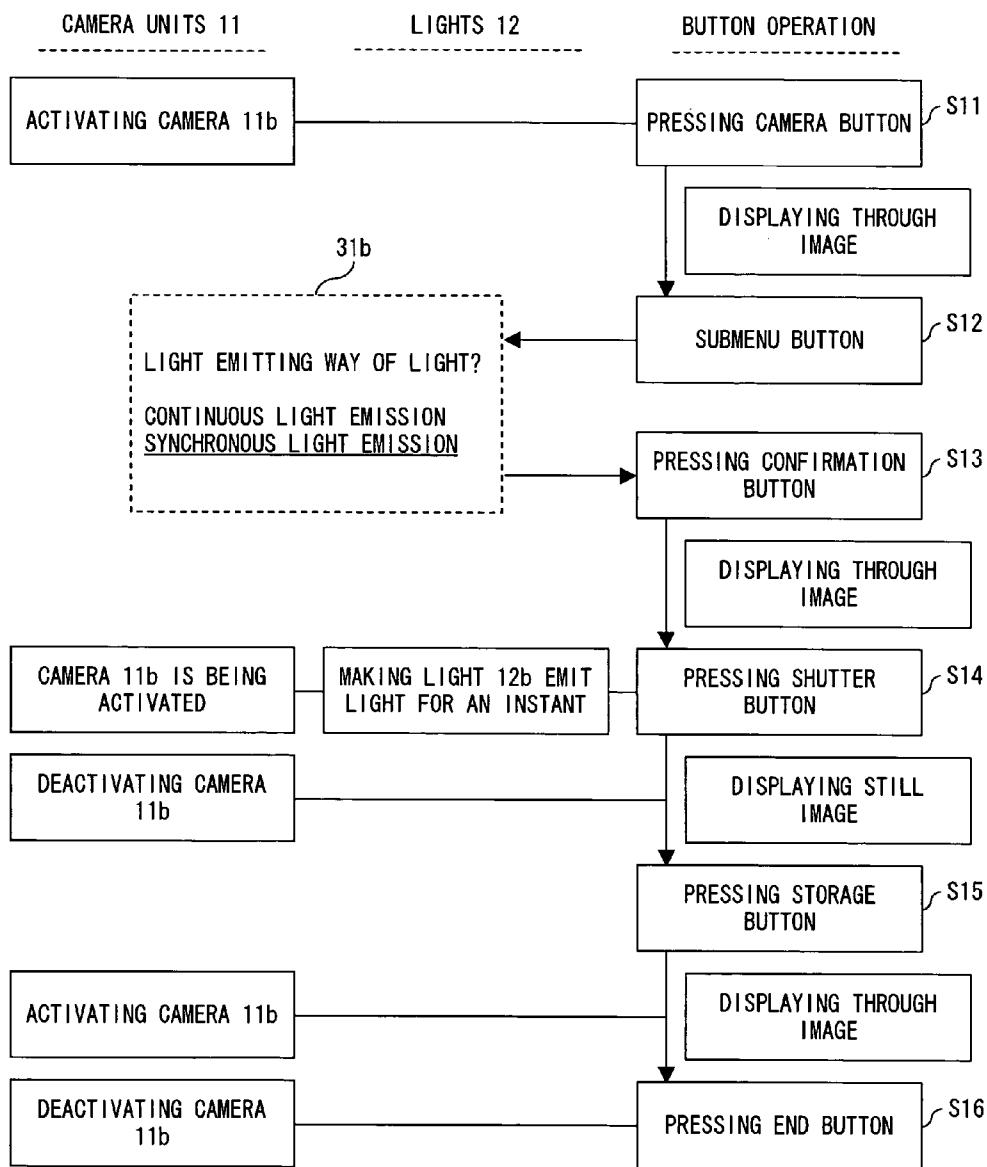 CAMERA UNITS 11
LIGHTS 12
BUTTON OPERATION
ACTIVATING CAMERA 11b
PRESSING CAMERA BUTTON
S11
DISPLAYING THROUGH
IMAGE
31b
SUBMENU BUTTON
S12
LIGHT EMITTING WAY OF LIGHT?
CONTINUOUS LIGHT EMISSION
SYNCHRONOUS LIGHT EMISSION
PRESSING CONFIRMATION
BUTTON
S13
DISPLAYING THROUGH
IMAGE
CAMERA 11b IS BEING
ACTIVATED
MAKING LIGHT 12b EMIT
LIGHT FOR AN INSTANT
PRESSING SHUTTER
BUTTON
S14
DEACTIVATING CAMERA
11b
DISPLAYING STILL
IMAGE
PRESSING STORAGE
BUTTON
S15
ACTIVATING CAMERA 11b
DISPLAYING THROUGH
IMAGE
DEACTIVATING CAMERA
11b
PRESSING END BUTTON
S16